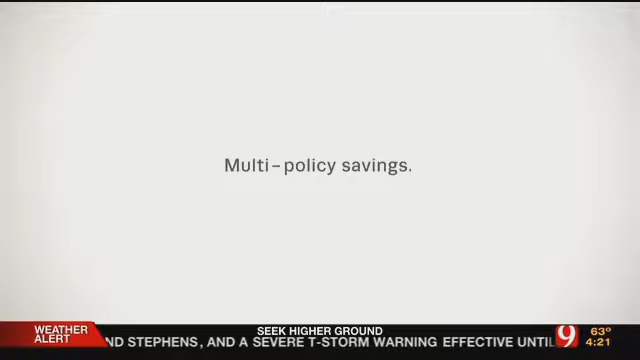 Multi-policy savings.
WEATHER
ALERT
SEEK HIGHER GROUND
ND STEPHENS, AND A SEVERE T-STORM WARNING EFFECTIVE UNTIL
9
63°
4:21